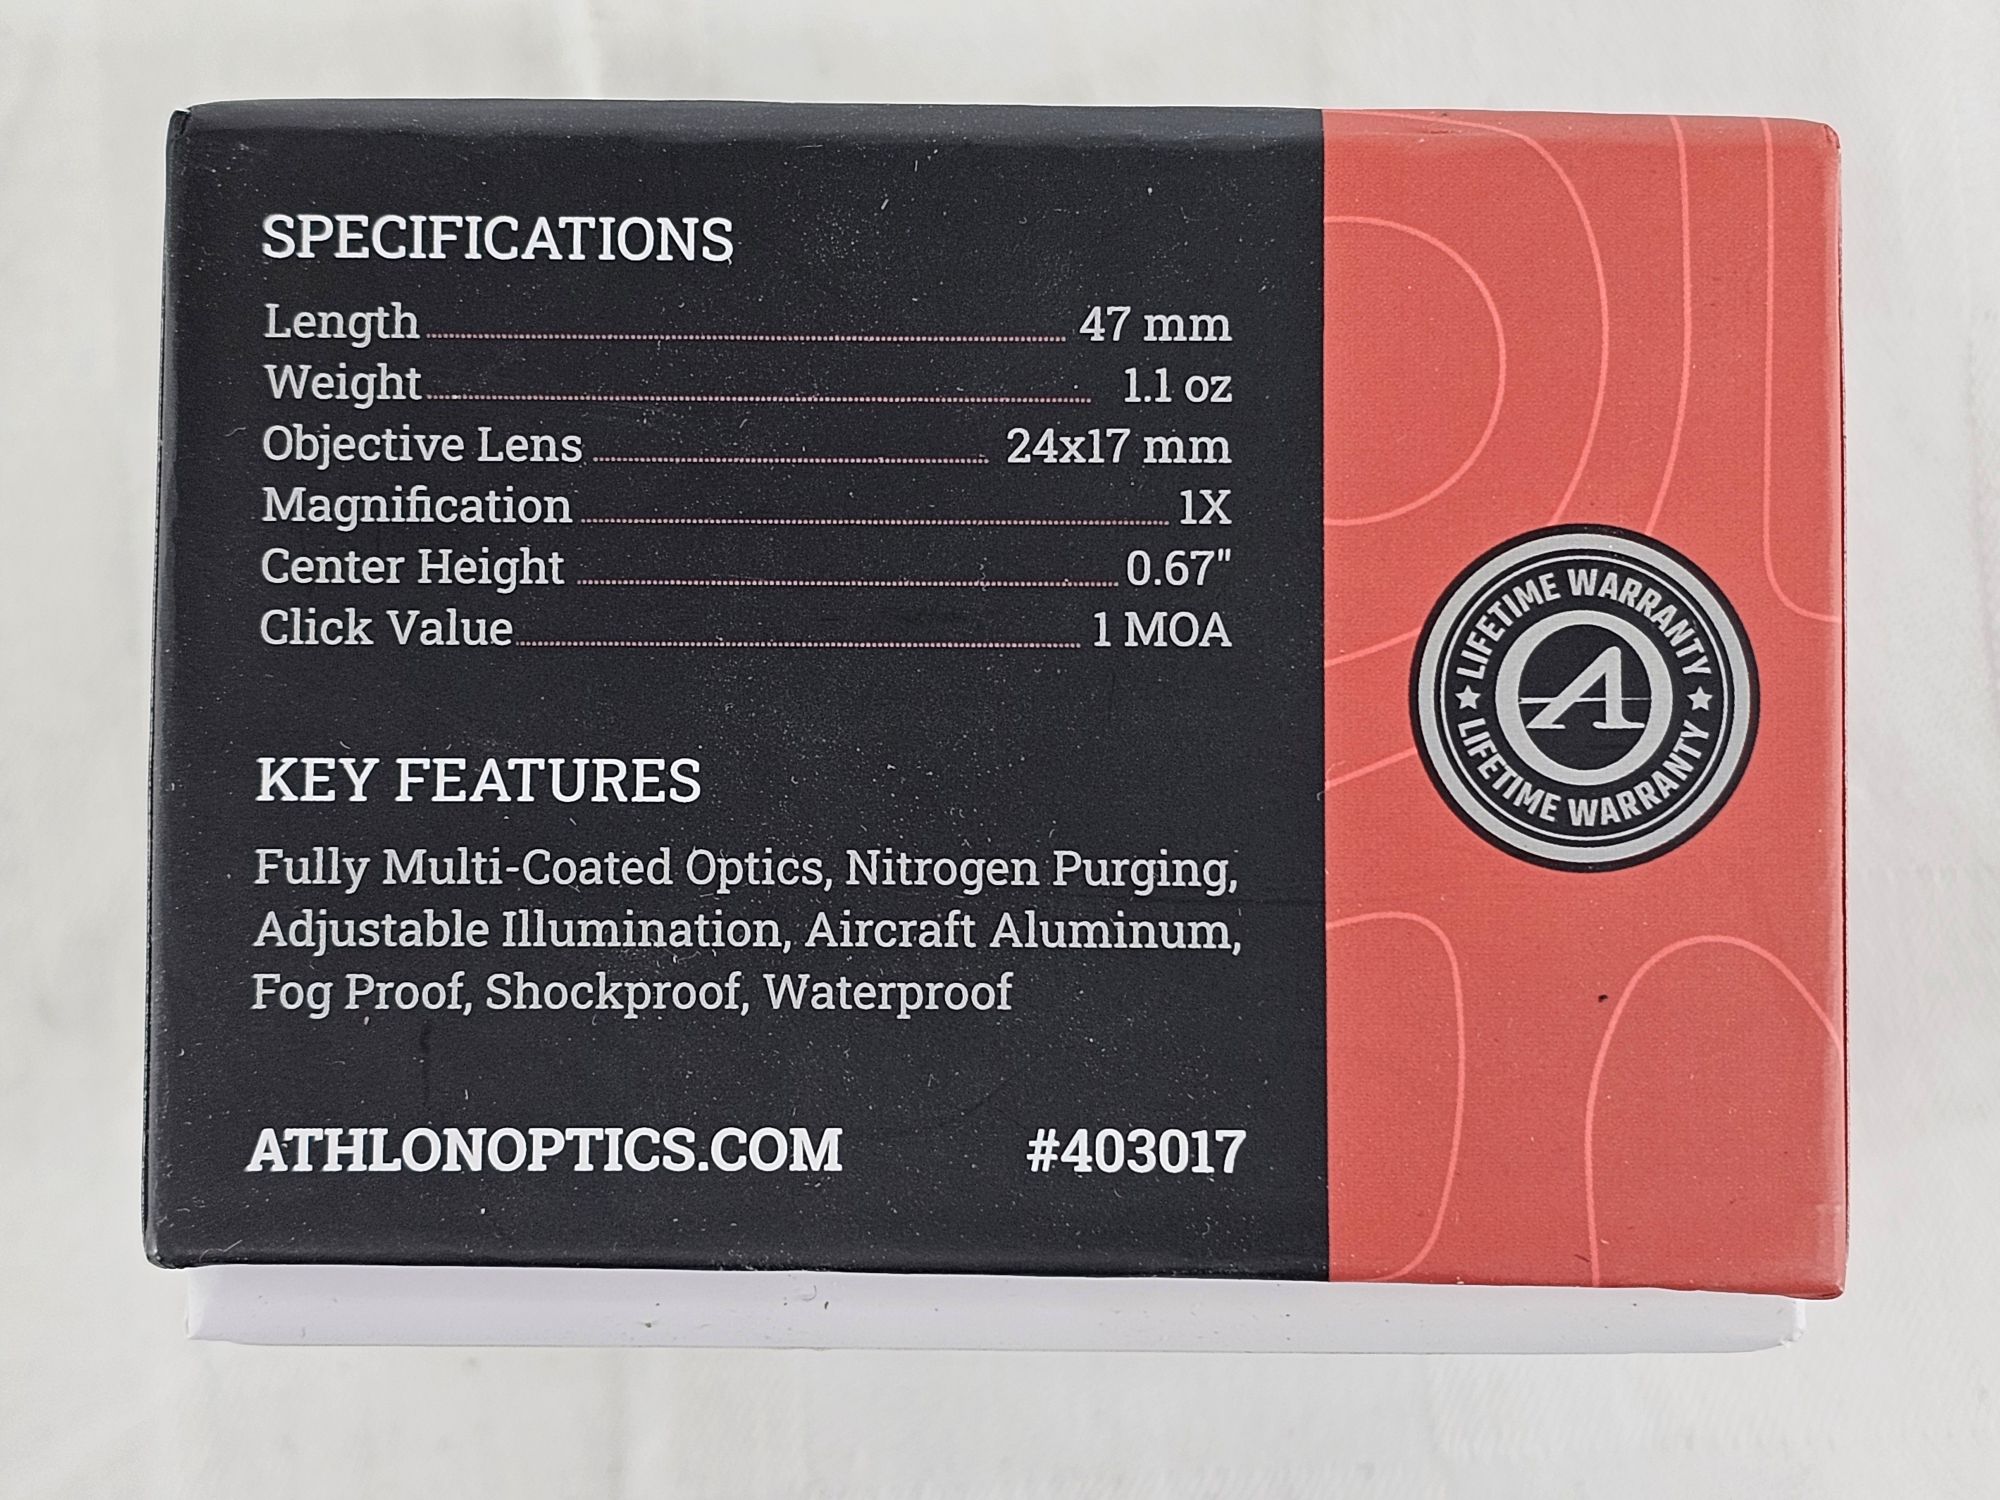 SPECIFICATIONS
Length 47 mm
Weight 1.1 oz
Objective Lens 24x17 mm
Magnification 1X
Center Height 0.67"
Click Value 1 MOA
KEY FEATURES
Fully Multi-Coated Optics, Nitrogen Purging,
Adjustable Illumination, Aircraft Aluminum,
Fog Proof, Shockproof, Waterproof
ATHLONOPTICS.COM #403017
LIFETIME WARRANTY
A
LIFETIME WARRANTY